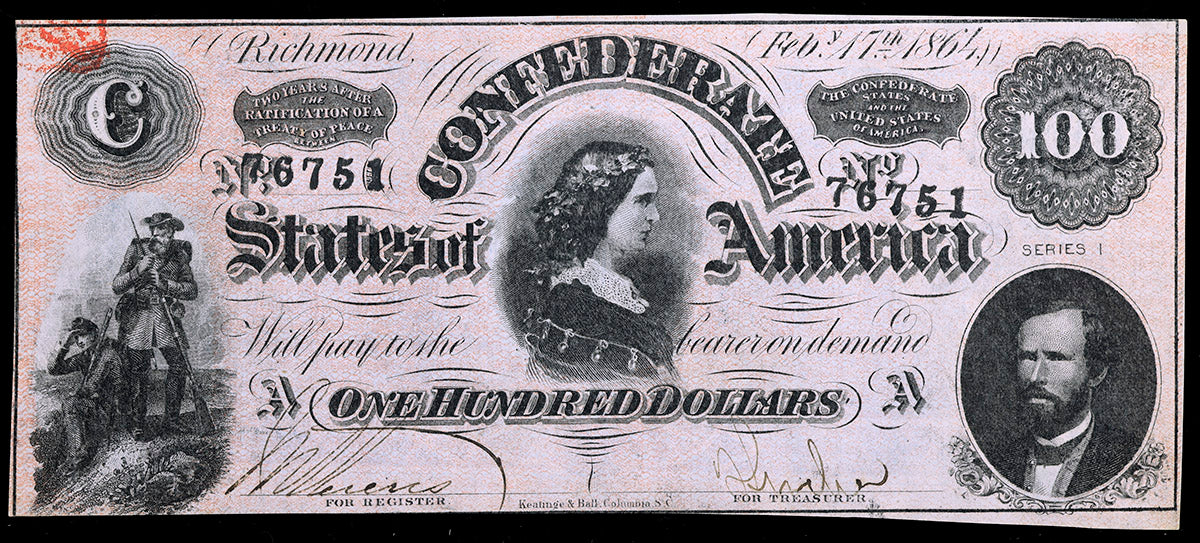 Richmond, Feb.y 17th 1864.
C
TWO YEARS AFTER
THE
RATIFICATION OF A
TREATY OF PEACE
BETWEEN
CONFEDERATE
THE CONFEDERATE
STATES
AND THE
UNITED STATES
OF AMERICA.
100
No. 76751
No 76751
States of America
SERIES 1
Will pay to the bearer on demand
A ONE HUNDRED DOLLARS A
FOR REGISTER.
Keatinge & Ball, Columbia, S.C.
FOR TREASURER.